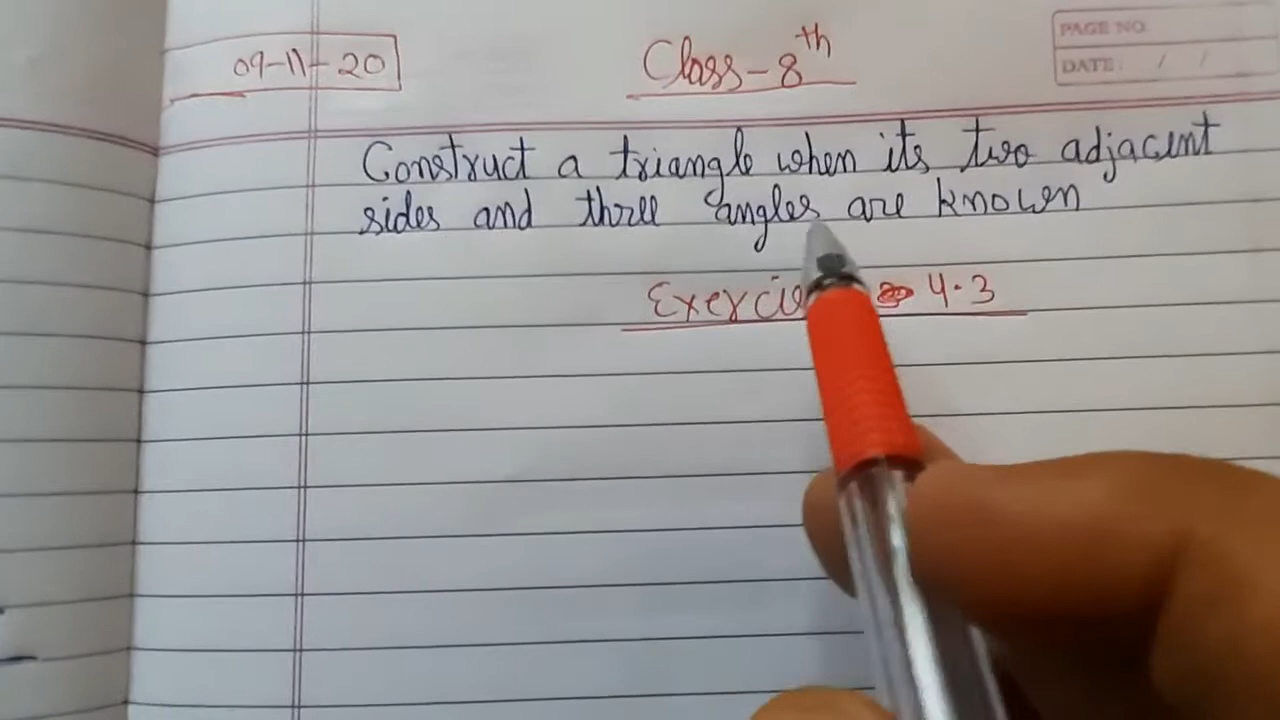 09-11-20
Class-8th
PAGE NO
DATE: / /
Construct a triangle when its two adjacent
sides and three angles are known
4.3